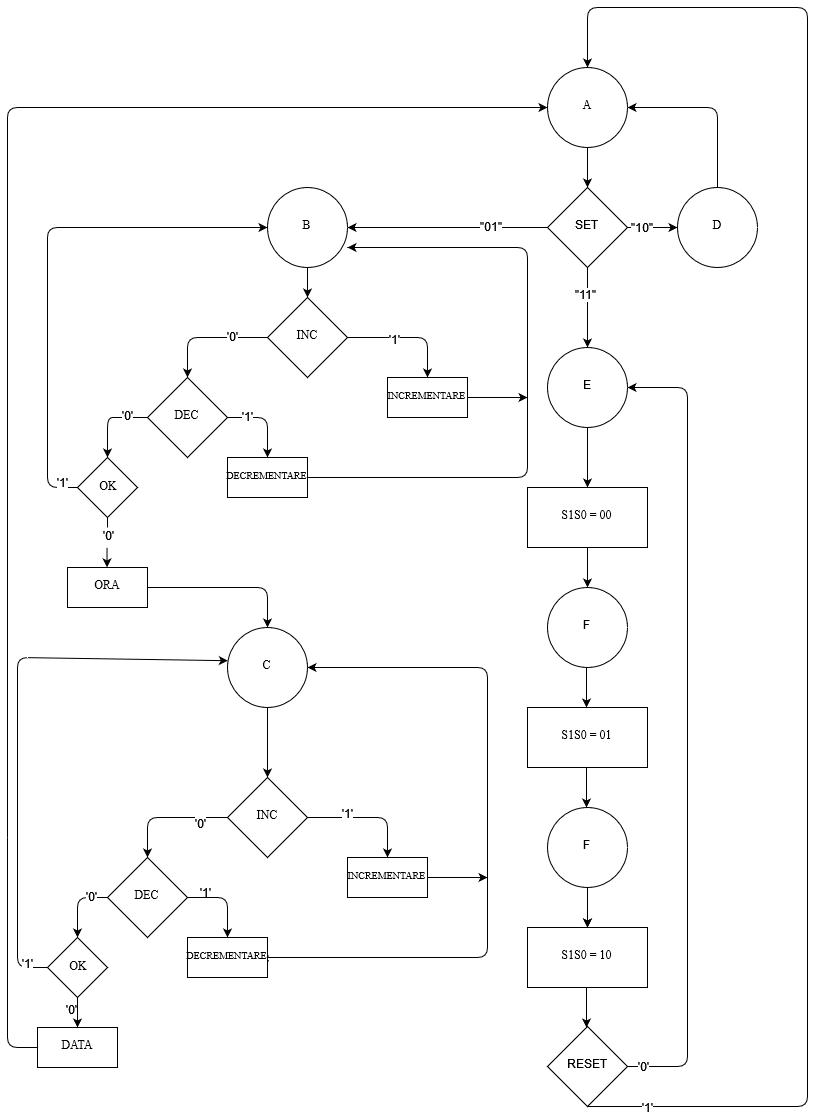 A
B
"01"
SET
"10"
D
"11"
INC
'0'
'1'
E
INCREMENTARE
'0'
DEC
'1'
DECREMENTARE
OK
'1'
'0'
S1S0 = 00
ORA
F
C
S1S0 = 01
INC
'0'
'1'
F
INCREMENTARE
'0'
DEC
'1'
DECREMENTARE
S1S0 = 10
'1'
OK
'0'
DATA
RESET
'0'
'1'